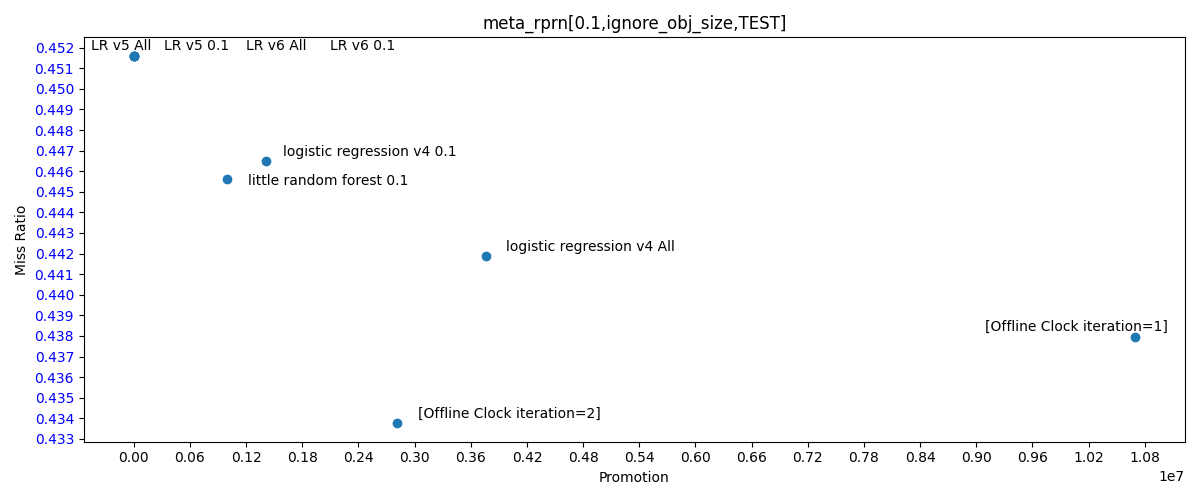 meta_rprn[0.1,ignore_obj_size,TEST]
LR v5 All LR v5 0.1 LR v6 All LR v6 0.1
logistic regression v4 0.1
little random forest 0.1
logistic regression v4 All
[Offline Clock iteration=1]
[Offline Clock iteration=2]
Miss Ratio
0.452
0.451
0.450
0.449
0.448
0.447
0.446
0.445
0.444
0.443
0.442
0.441
0.440
0.439
0.438
0.437
0.436
0.435
0.434
0.433
0.00 0.06 0.12 0.18 0.24 0.30 0.36 0.42 0.48 0.54 0.60 0.66 0.72 0.78 0.84 0.90 0.96 1.02 1.08
Promotion
1e7